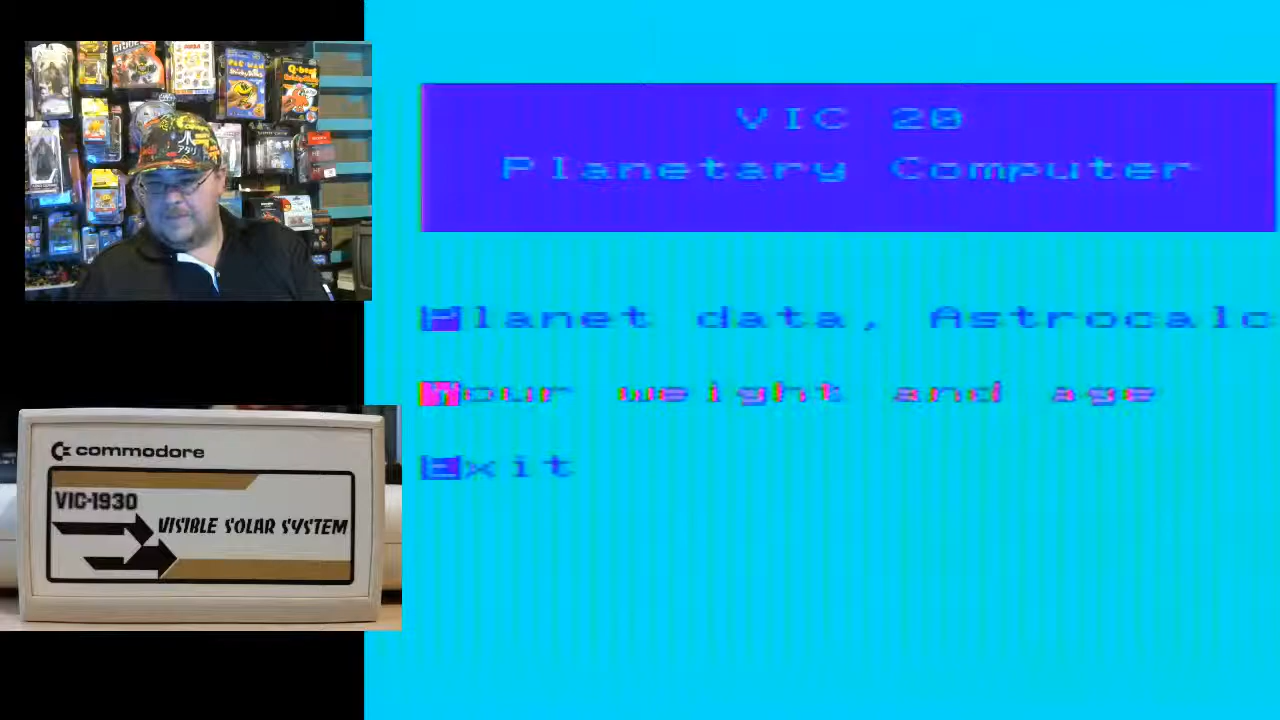 VIC 20
Planetary Computer
Planet data, Astrocalc
Your weight and age
Exit
commodore
VIC-1930
VISIBLE SOLAR SYSTEM